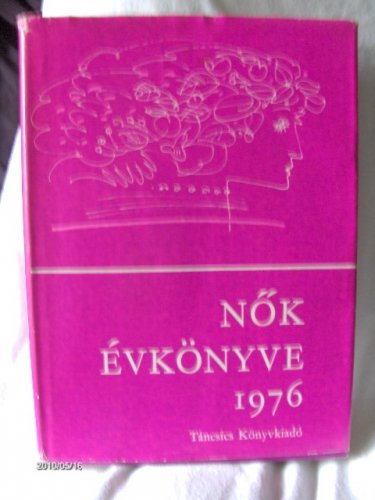 NŐK
ÉVKÖNYVE
1976
Táncsics Könyvkiadó
2010/05/16